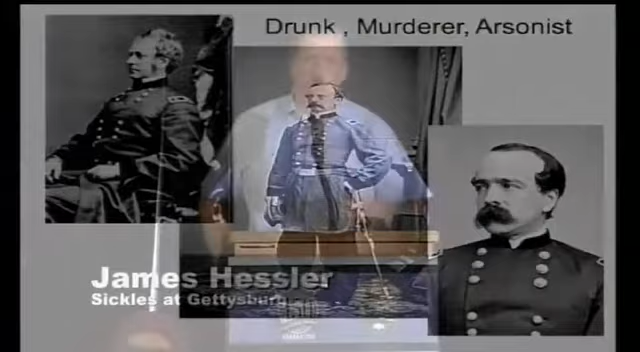 Drunk , Murderer, Arsonist
James Hessler
Sickles at Gettysburg